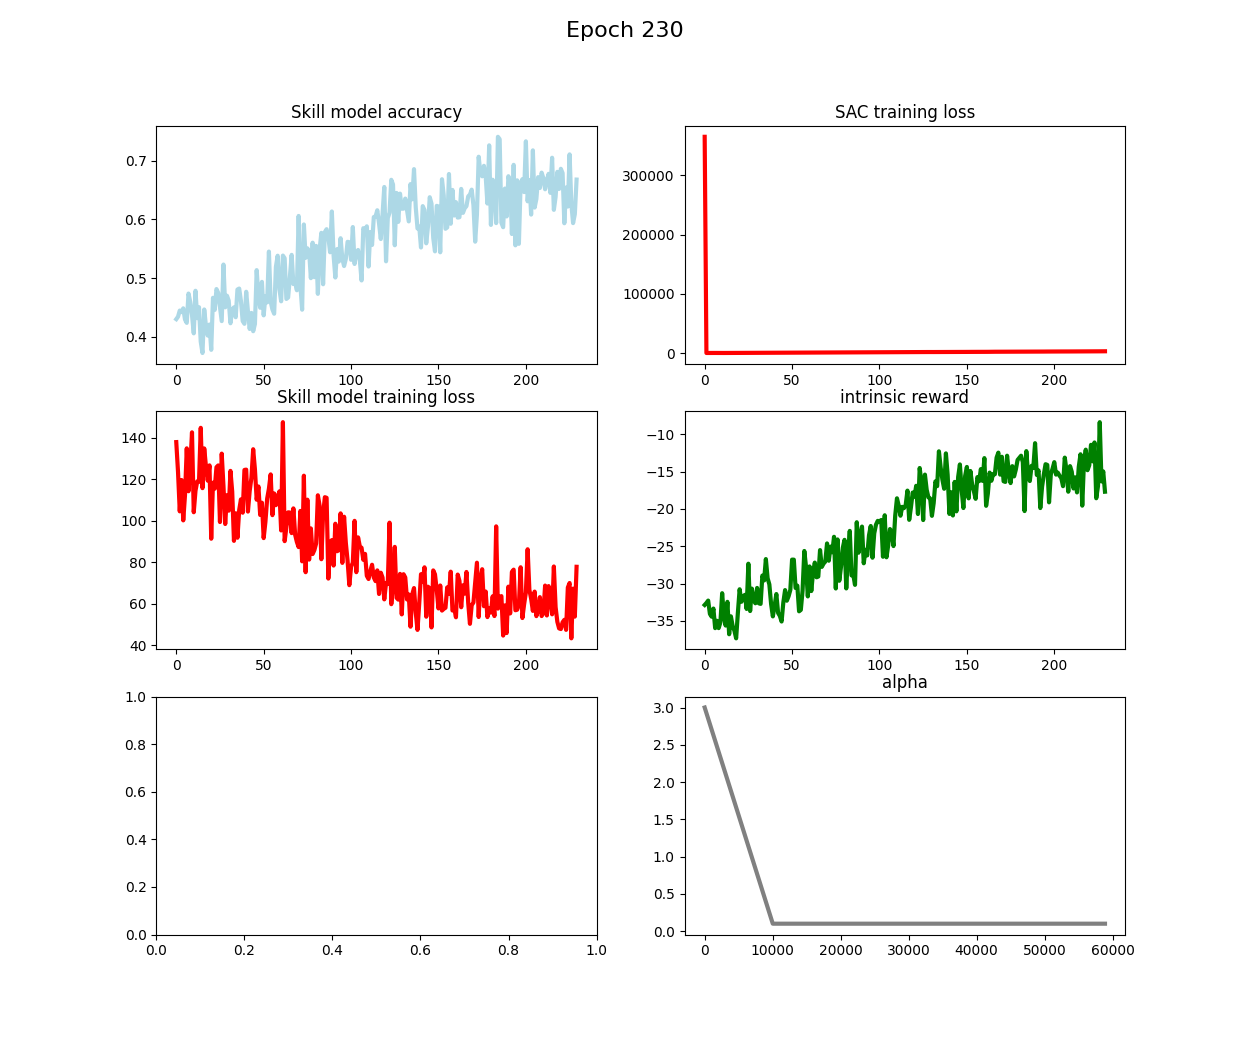 Epoch 230
Skill model accuracy
0.7
0.6
0.5
0.4
0 50 100 150 200
SAC training loss
300000
200000
100000
0
0 50 100 150 200
Skill model training loss
140
120
100
80
60
40
0 50 100 150 200
intrinsic reward
−10
−15
−20
−25
−30
−35
0 50 100 150 200
1.0
0.8
0.6
0.4
0.2
0.0
0.0 0.2 0.4 0.6 0.8 1.0
alpha
3.0
2.5
2.0
1.5
1.0
0.5
0.0
0 10000 20000 30000 40000 50000 60000